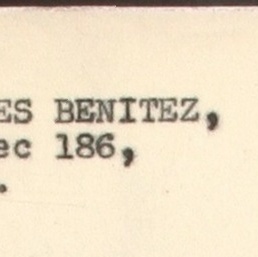 ES BENITEZ,
ec 186,
.